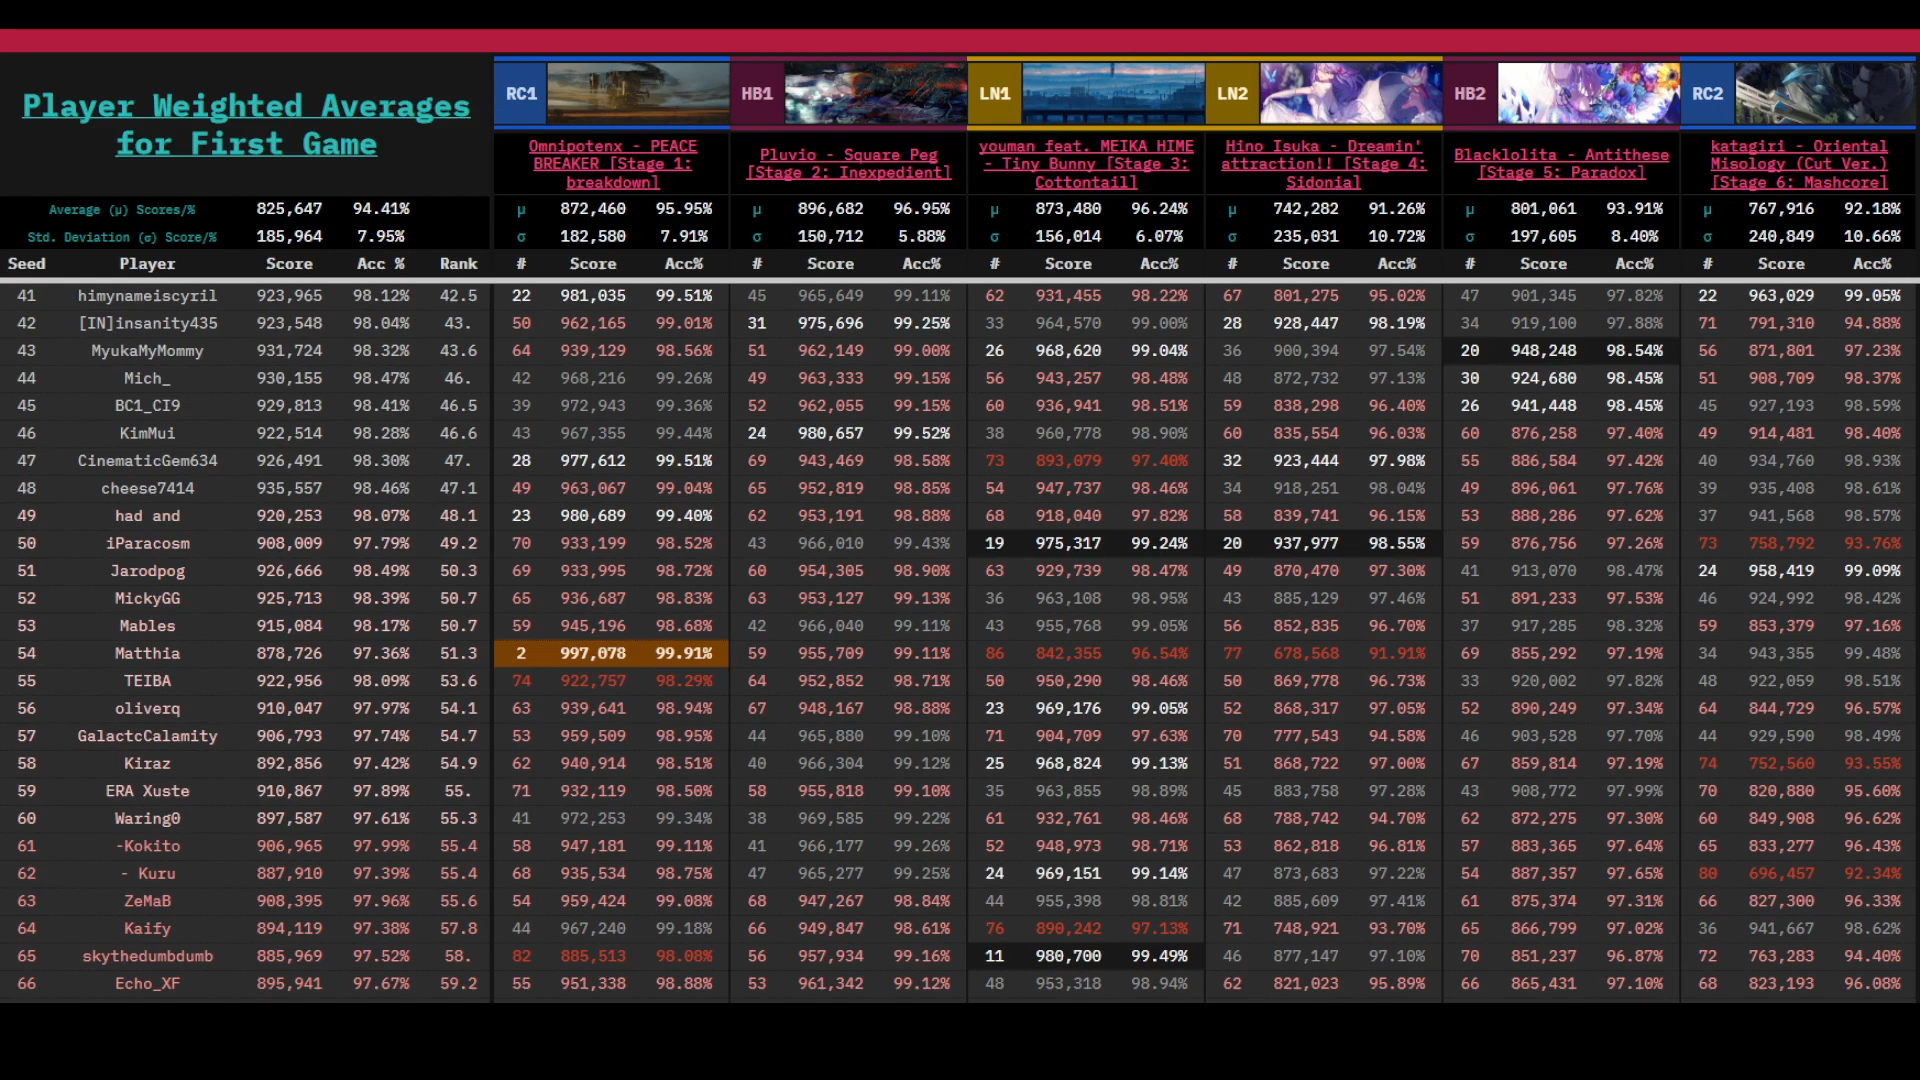 Player Weighted Averages
for First Game
RC1 HB1 LN1 LN2 HB2 RC2
Omnipotenx - PEACE
BREAKER [Stage 1:
breakdown]
Pluvio - Square Peg
[Stage 2: Inexpedient]
youman feat. MEIKA HIME
- Tiny Bunny [Stage 3:
Cottontail]
Hino Isuka - Dreamin'
attraction!! [Stage 4:
Sidonia]
Blacklolita - Antithese
[Stage 5: Paradox]
katagiri - Oriental
Misology (Cut Ver.)
[Stage 6: Mashcore]
Average (μ) Scores/% 825,647 94.41% μ 872,460 95.95% μ 896,682 96.95% μ 873,480 96.24% μ 742,282 91.26% μ 801,061 93.91% μ 767,916 92.18%
Std. Deviation (σ) Score/% 185,964 7.95% σ 182,580 7.91% σ 150,712 5.88% σ 156,014 6.07% σ 235,031 10.72% σ 197,605 8.40% σ 240,849 10.66%
Seed Player Score Acc % Rank # Score Acc% # Score Acc% # Score Acc% # Score Acc% # Score Acc% # Score Acc%
41 himynameiscyril 923,965 98.12% 42.5 22 981,035 99.51% 45 965,649 99.11% 62 931,455 98.22% 67 801,275 95.02% 47 901,345 97.82% 22 963,029 99.05%
42 [IN]insanity435 923,548 98.04% 43. 50 962,165 99.01% 31 975,696 99.25% 33 964,570 99.00% 28 928,447 98.19% 34 919,100 97.88% 71 791,310 94.88%
43 MyukaMyMommy 931,724 98.32% 43.6 64 939,129 98.56% 51 962,149 99.00% 26 968,620 99.04% 36 900,394 97.54% 20 948,248 98.54% 56 871,801 97.23%
44 Mich_ 930,155 98.47% 46. 42 968,216 99.26% 49 963,333 99.15% 56 943,257 98.48% 48 872,732 97.13% 30 924,680 98.45% 51 908,709 98.37%
45 BC1_CI9 929,813 98.41% 46.5 39 972,943 99.36% 52 962,055 99.15% 60 936,941 98.51% 59 838,298 96.40% 26 941,448 98.45% 45 927,193 98.59%
46 KimMui 922,514 98.28% 46.6 43 967,355 99.44% 24 980,657 99.52% 38 960,778 98.90% 60 835,554 96.03% 60 876,258 97.40% 49 914,481 98.40%
47 CinematicGem634 926,491 98.30% 47. 28 977,612 99.51% 69 943,469 98.58% 73 893,079 97.40% 32 923,444 97.98% 55 886,584 97.42% 40 934,760 98.93%
48 cheese7414 935,557 98.46% 47.1 49 963,067 99.04% 65 952,819 98.85% 54 947,737 98.46% 34 918,251 98.04% 49 896,061 97.76% 39 935,408 98.61%
49 had and 920,253 98.07% 48.1 23 980,689 99.40% 62 953,191 98.88% 68 918,040 97.82% 58 839,741 96.15% 53 888,286 97.62% 37 941,568 98.57%
50 iParacosm 908,009 97.79% 49.2 70 933,199 98.52% 43 966,010 99.43% 19 975,317 99.24% 20 937,977 98.55% 59 876,756 97.26% 73 758,792 93.76%
51 Jarodpog 926,666 98.49% 50.3 69 933,995 98.72% 60 954,305 98.90% 63 929,739 98.47% 49 870,470 97.30% 41 913,070 98.47% 24 958,419 99.09%
52 MickyGG 925,713 98.39% 50.7 65 936,687 98.83% 63 953,127 99.13% 36 963,108 98.95% 43 885,129 97.46% 51 891,233 97.53% 46 924,992 98.42%
53 Mables 915,084 98.17% 50.7 59 945,196 98.68% 42 966,040 99.11% 43 955,768 99.05% 56 852,835 96.70% 37 917,285 98.32% 59 853,379 97.16%
54 Matthia 878,726 97.36% 51.3 2 997,078 99.91% 59 955,709 99.11% 86 842,355 96.54% 77 678,568 91.91% 69 855,292 97.19% 34 943,355 99.48%
55 TEIBA 922,956 98.09% 53.6 74 922,757 98.29% 64 952,852 98.71% 50 950,290 98.46% 50 869,778 96.73% 33 920,002 97.82% 48 922,059 98.51%
56 oliverq 910,047 97.97% 54.1 63 939,641 98.94% 67 948,167 98.88% 23 969,176 99.05% 52 868,317 97.05% 52 890,249 97.34% 64 844,729 96.57%
57 GalactcCalamity 906,793 97.74% 54.7 53 959,509 98.95% 44 965,880 99.10% 71 904,709 97.63% 70 777,543 94.58% 46 903,528 97.70% 44 929,590 98.49%
58 Kiraz 892,856 97.42% 54.9 62 940,914 98.51% 40 966,304 99.12% 25 968,824 99.13% 51 868,722 97.00% 67 859,814 97.19% 74 752,560 93.55%
59 ERA Xuste 910,867 97.89% 55. 71 932,119 98.50% 58 955,818 99.10% 35 963,855 98.89% 45 883,758 97.28% 43 908,772 97.99% 70 820,880 95.60%
60 Waring0 897,587 97.61% 55.3 41 972,253 99.34% 38 969,585 99.22% 61 932,761 98.46% 68 788,742 94.70% 62 872,275 97.30% 60 849,908 96.62%
61 -Kokito 906,965 97.99% 55.4 58 947,181 99.11% 41 966,177 99.26% 52 948,973 98.71% 53 862,818 96.81% 57 883,365 97.64% 65 833,277 96.43%
62 - Kuru 887,910 97.39% 55.4 68 935,534 98.75% 47 965,277 99.25% 24 969,151 99.14% 47 873,683 97.22% 54 887,357 97.65% 80 696,457 92.34%
63 ZeMaB 908,395 97.96% 55.6 54 959,424 99.08% 68 947,267 98.84% 44 955,398 98.81% 42 885,609 97.41% 61 875,374 97.31% 66 827,300 96.33%
64 Kaify 894,119 97.38% 57.8 44 967,240 99.18% 66 949,847 98.61% 76 890,242 97.13% 71 748,921 93.70% 65 866,799 97.02% 36 941,667 98.62%
65 skythedumbdumb 885,969 97.52% 58. 82 885,513 98.08% 56 957,934 99.16% 11 980,700 99.49% 46 877,147 97.10% 70 851,237 96.87% 72 763,283 94.40%
66 Echo_XF 895,941 97.67% 59.2 55 951,338 98.88% 53 961,342 99.12% 48 953,318 98.94% 62 821,023 95.89% 66 865,431 97.10% 68 823,193 96.08%